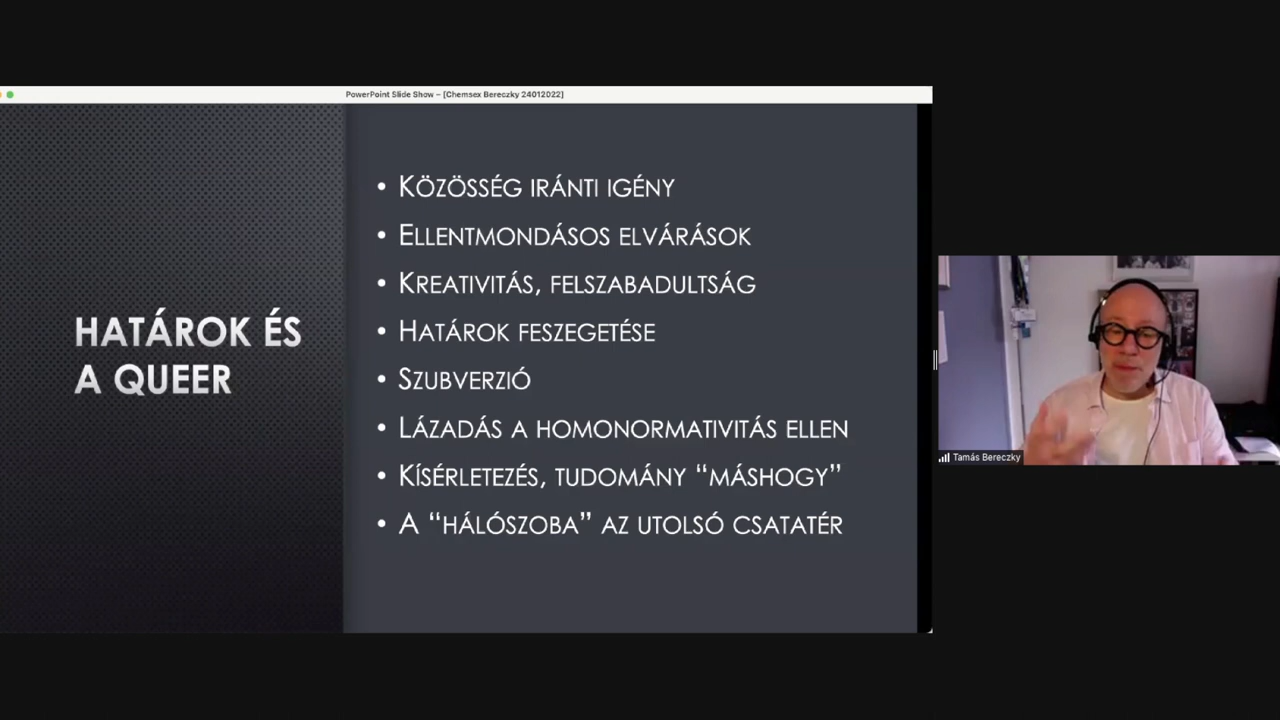 PowerPoint Slide Show – [Chemsex Bereczky 24012022]
HATÁROK ÉS
A QUEER
• KÖZÖSSÉG IRÁNTI IGÉNY
• ELLENTMONDÁSOS ELVÁRÁSOK
• KREATIVITÁS, FELSZABADULTSÁG
• HATÁROK FESZEGETÉSE
• SZUBVERZIÓ
• LÁZADÁS A HOMONORMATIVITÁS ELLEN
• KÍSÉRLETEZÉS, TUDOMÁNY “MÁSHOGY”
• A “HÁLÓSZOBA” AZ UTOLSÓ CSATATÉR
Tamás Bereczky